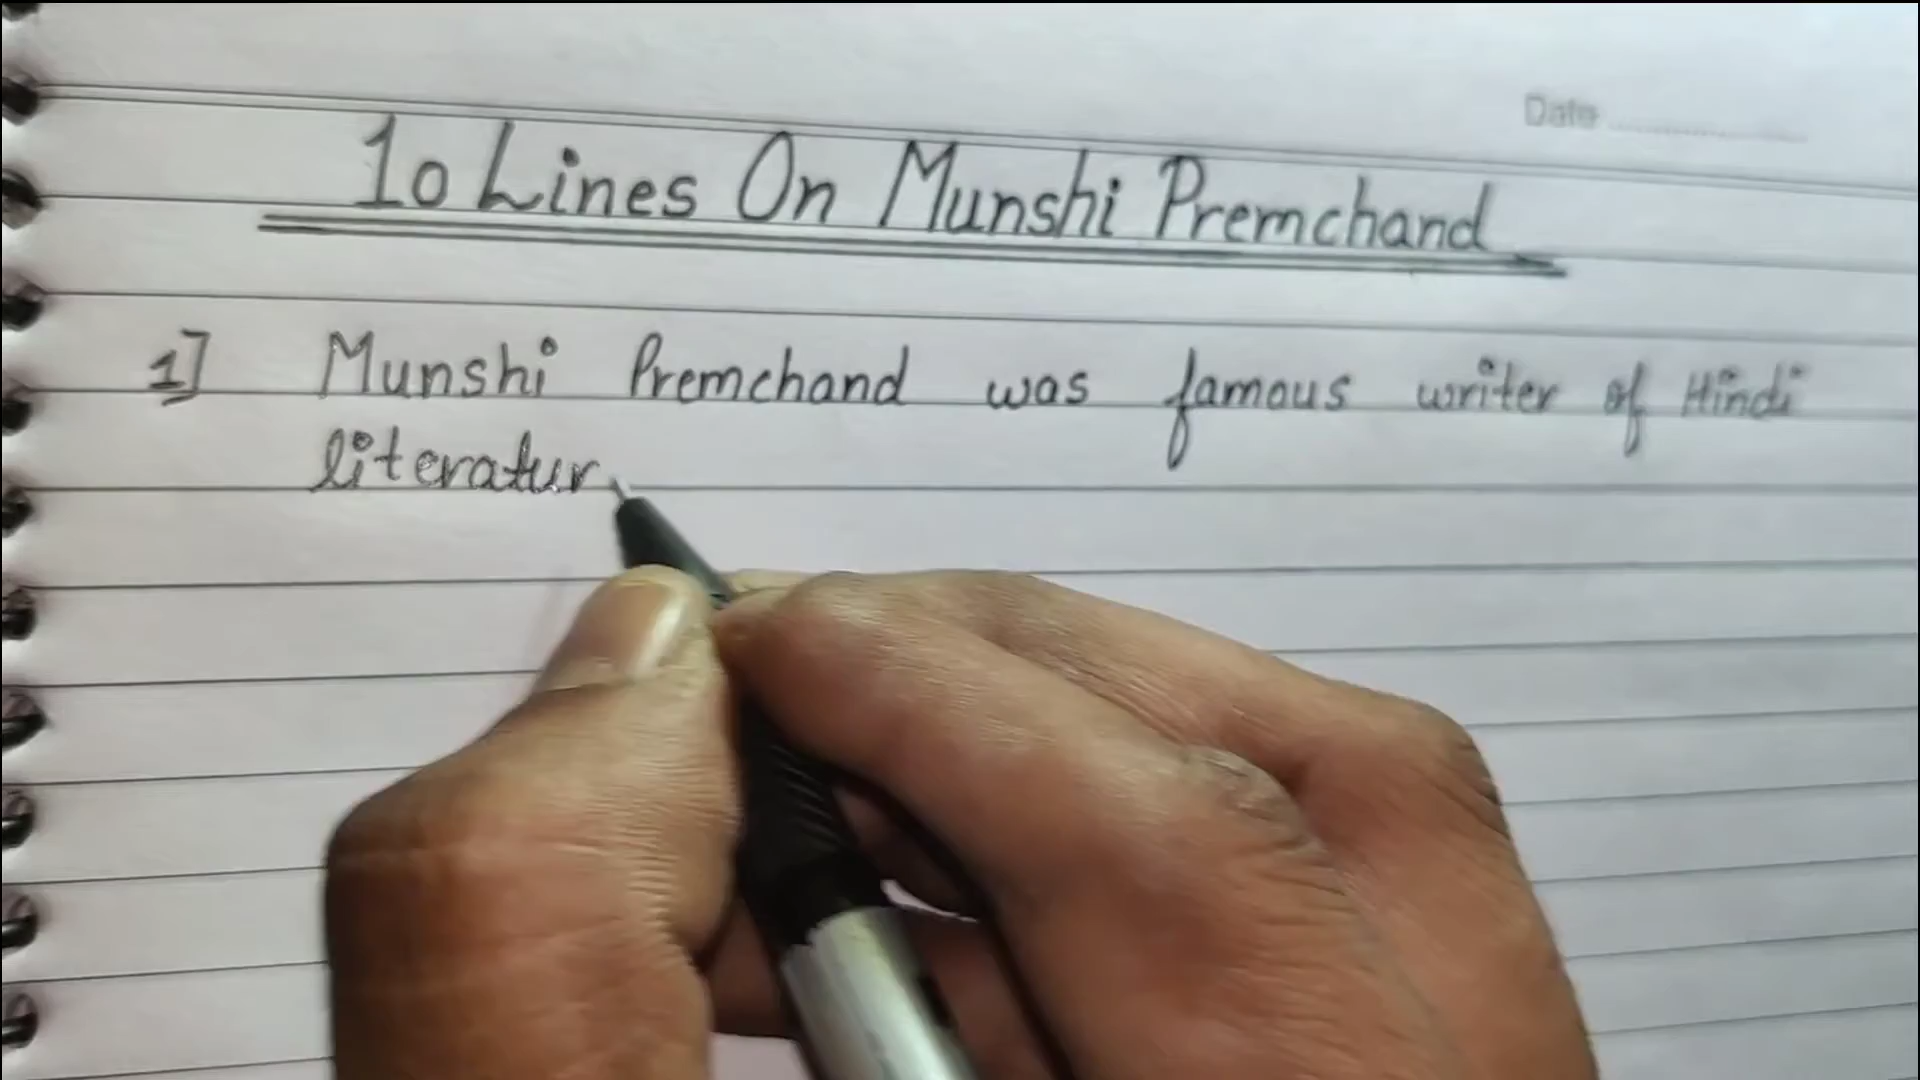 Date
10 Lines On Munshi Premchand
1] Munshi Premchand was famous writer of Hindi
literatur